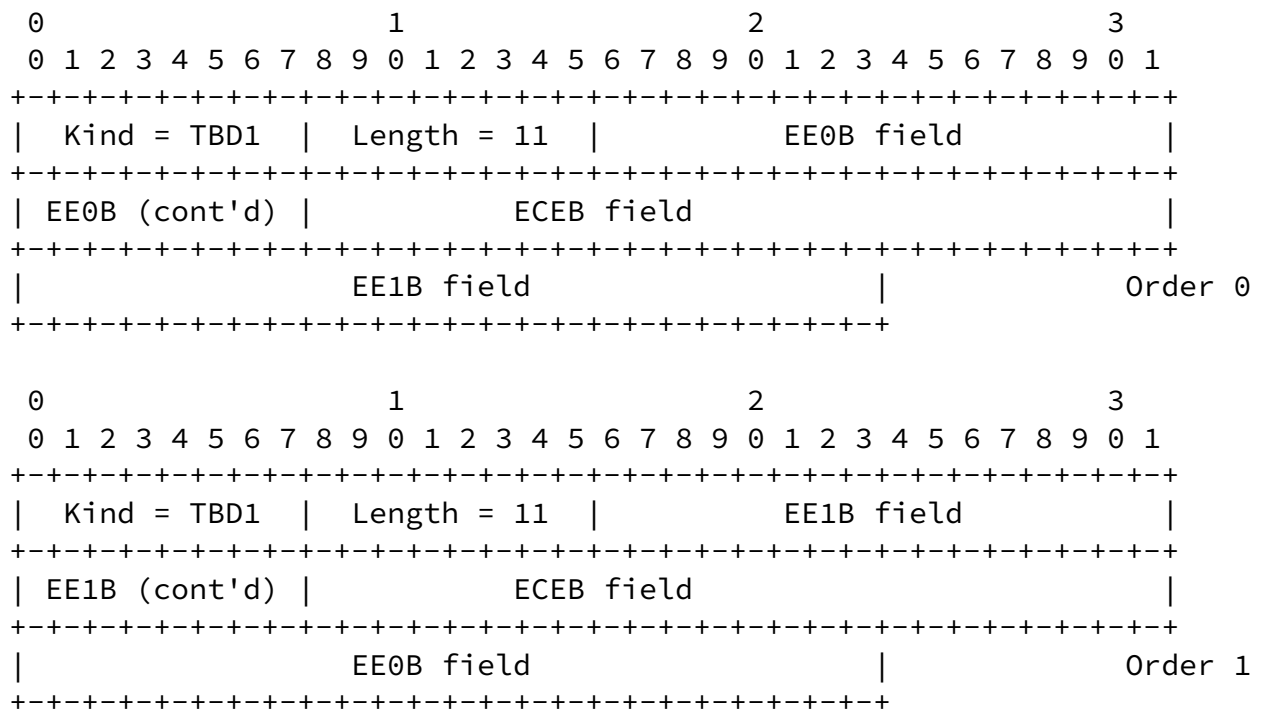 0                   1                   2                   3
 0 1 2 3 4 5 6 7 8 9 0 1 2 3 4 5 6 7 8 9 0 1 2 3 4 5 6 7 8 9 0 1
+-+-+-+-+-+-+-+-+-+-+-+-+-+-+-+-+-+-+-+-+-+-+-+-+-+-+-+-+-+-+-+-+
|  Kind = TBD1  |  Length = 11  |          EE0B field           |
+-+-+-+-+-+-+-+-+-+-+-+-+-+-+-+-+-+-+-+-+-+-+-+-+-+-+-+-+-+-+-+-+
| EE0B (cont'd) |           ECEB field                          |
+-+-+-+-+-+-+-+-+-+-+-+-+-+-+-+-+-+-+-+-+-+-+-+-+-+-+-+-+-+-+-+-+
|                  EE1B field                   |             Order 0
+-+-+-+-+-+-+-+-+-+-+-+-+-+-+-+-+-+-+-+-+-+-+-+-+

 0                   1                   2                   3
 0 1 2 3 4 5 6 7 8 9 0 1 2 3 4 5 6 7 8 9 0 1 2 3 4 5 6 7 8 9 0 1
+-+-+-+-+-+-+-+-+-+-+-+-+-+-+-+-+-+-+-+-+-+-+-+-+-+-+-+-+-+-+-+-+
|  Kind = TBD1  |  Length = 11  |          EE1B field           |
+-+-+-+-+-+-+-+-+-+-+-+-+-+-+-+-+-+-+-+-+-+-+-+-+-+-+-+-+-+-+-+-+
| EE1B (cont'd) |           ECEB field                          |
+-+-+-+-+-+-+-+-+-+-+-+-+-+-+-+-+-+-+-+-+-+-+-+-+-+-+-+-+-+-+-+-+
|                  EE0B field                   |             Order 1
+-+-+-+-+-+-+-+-+-+-+-+-+-+-+-+-+-+-+-+-+-+-+-+-+